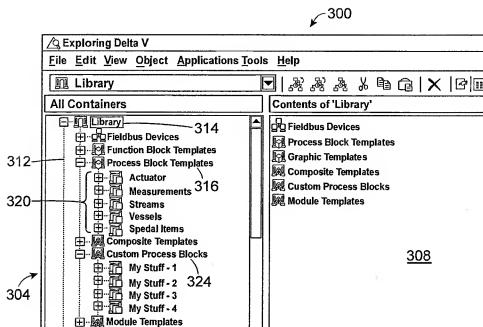 300
Exploring Delta V
File Edit View Object Applications Tools Help
Library
All Containers
Contents of 'Library'
Library
314
Fieldbus Devices
Function Block Templates
312
Process Block Templates
316
Actuator
320
Measurements
Streams
Vessels
Spedal Items
Composite Templates
Custom Process Blocks
324
My Stuff - 1
304
My Stuff - 2
My Stuff - 3
My Stuff - 4
Module Templates
Fieldbus Devices
Process Block Templates
Graphic Templates
Composite Templates
Custom Process Blocks
Module Templates
308